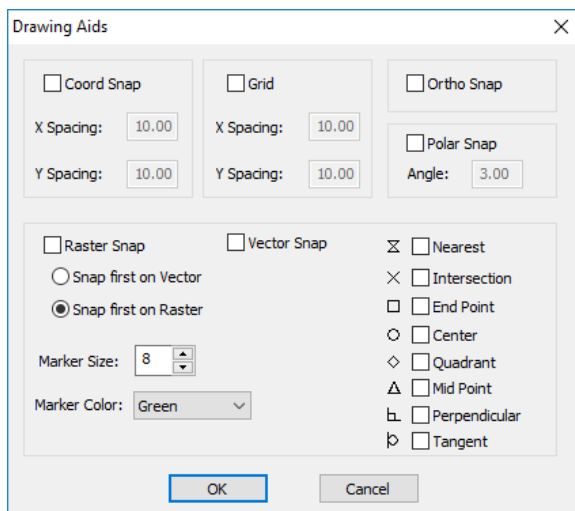 Drawing Aids
Coord Snap
X Spacing: 10.00
Y Spacing: 10.00
Grid
X Spacing: 10.00
Y Spacing: 10.00
Ortho Snap
Polar Snap
Angle: 3.00
Raster Snap
Snap first on Vector
Snap first on Raster
Marker Size: 8
Marker Color: Green
Vector Snap
Nearest
Intersection
End Point
Center
Quadrant
Mid Point
Perpendicular
Tangent
OK
Cancel